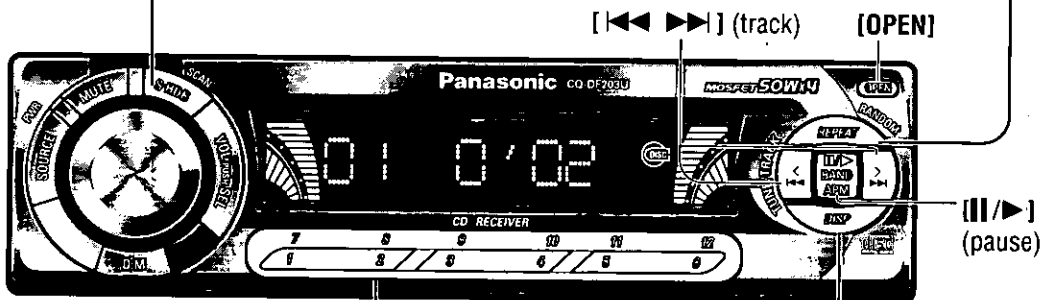 [⏮ ⏭] (track)
[OPEN]
Panasonic CQ-DF203U
MOSFET 50Wx4
OPEN
PWR
MUTE
S·HDB
SCAN
SOURCE
VOL
SEL
D·M
01 0'02
DISC
RANDOM
REPEAT
TUNE
TRACK
BAND
APM
DISP
[⏸/▶]
(pause)
CD RECEIVER
7 8 9 10 11 12
1 2 3 4 5 6